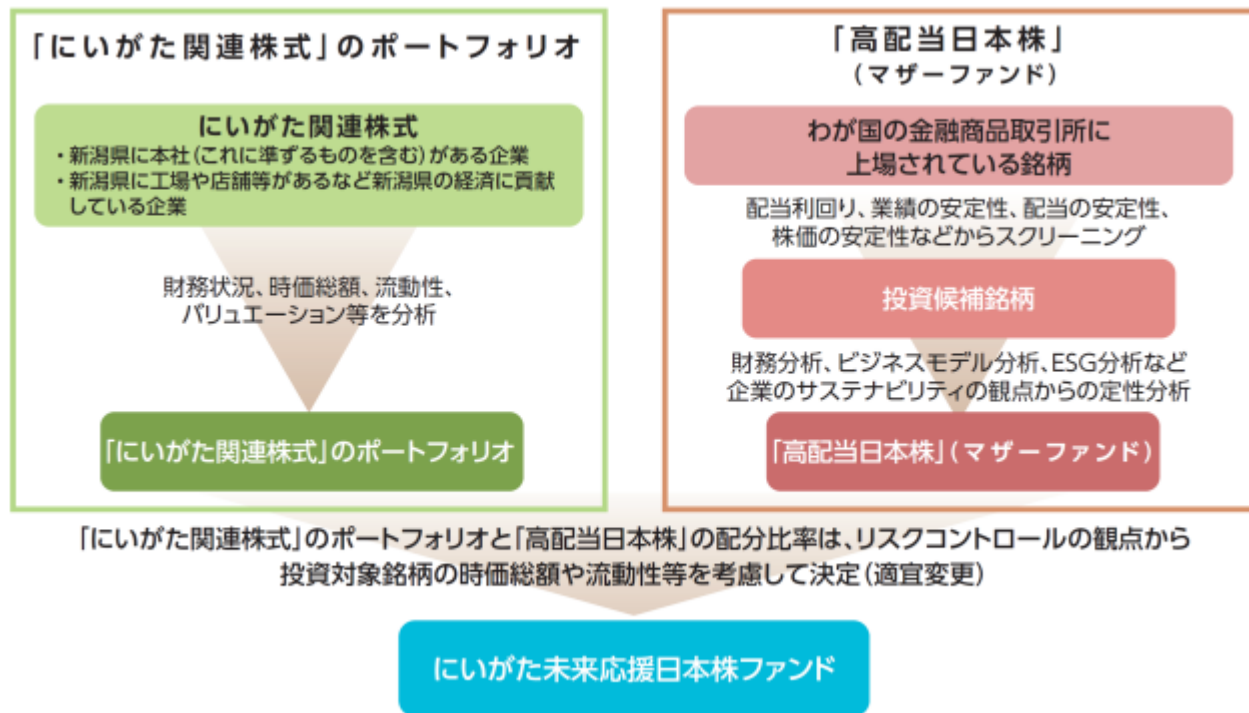 「にいがた関連株式」のポートフォリオ
にいがた関連株式
・新潟県に本社(これに準ずるものを含む)がある企業
・新潟県に工場や店舗等があるなど新潟県の経済に貢献
している企業
財務状況、時価総額、流動性、
バリュエーション等を分析
「にいがた関連株式」のポートフォリオ
「高配当日本株」
(マザーファンド)
わが国の金融商品取引所に
上場されている銘柄
配当利回り、業績の安定性、配当の安定性、
株価の安定性などからスクリーニング
投資候補銘柄
財務分析、ビジネスモデル分析、ESG分析など
企業のサステナビリティの観点からの定性分析
「高配当日本株」(マザーファンド)
「にいがた関連株式」のポートフォリオと「高配当日本株」の配分比率は、リスクコントロールの観点から
投資対象銘柄の時価総額や流動性等を考慮して決定(適宜変更)
にいがた未来応援日本株ファンド